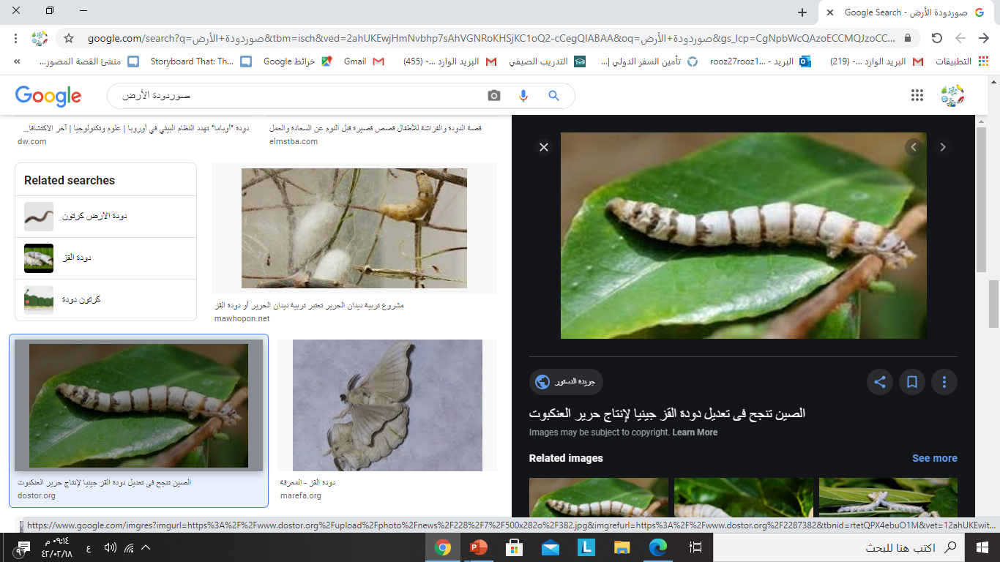 صوردودة الأرض - Google Search
google.com/search?q=صوردودة+الأرض&tbm=isch&ved=2ahUKEwjHmNvbhp7sAhVGNRoKHSjKC1oQ2-cCegQIABAA&oq=صوردودة+الأرض&gs_lcp=CgNpbWcQAzoECCMQJzoCC...
التطبيقات
البريد الوارد ...- (219)
البريد - rooz27rooz1...
تأمين السفر الدولي إ...
التدريب الصيفي
البريد الوارد ...- (455)
Gmail
خرائط Google
Storyboard That: Th...
منشئ القصة المصور...
Google
صوردودة الأرض
دودة "أوباما" تهدد النظام البيئي في أوروبا | علوم وتكنولوجيا | آخر الاكتشافا...
dw.com
قصة الدودة والفراشة للأطفال قصص قصيرة قبل النوم عن السعادة والعمل
elmstba.com
Related searches
دودة الارض كرتون
دودة القز
كرتون دودة
مشروع تربية ديدان الحرير تعتبر تربية ديدان الحرير أو دودة القز
mawhopon.net
الصين تنجح فى تعديل دودة القز جينيا لإنتاج حرير العنكبوت
dostor.org
دودة القز - المعرفة
marefa.org
جريدة الدستور
الصين تنجح فى تعديل دودة القز جينيا لإنتاج حرير العنكبوت
Images may be subject to copyright. Learn More
Related images
See more
https://www.google.com/imgres?imgurl=https%3A%2F%2Fwww.dostor.org%2Fupload%2Fphoto%2Fnews%2F228%2F7%2F500x282o%2F382.jpg&imgrefurl=https%3A%2F%2Fwww.dostor.org%2F2287382&tbnid=rtetQPX4ebuO1M&vet=12ahUKEwit...
اكتب هنا للبحث
ع
٠٩:١٤ م
٤٢/٠٢/١٨
٩